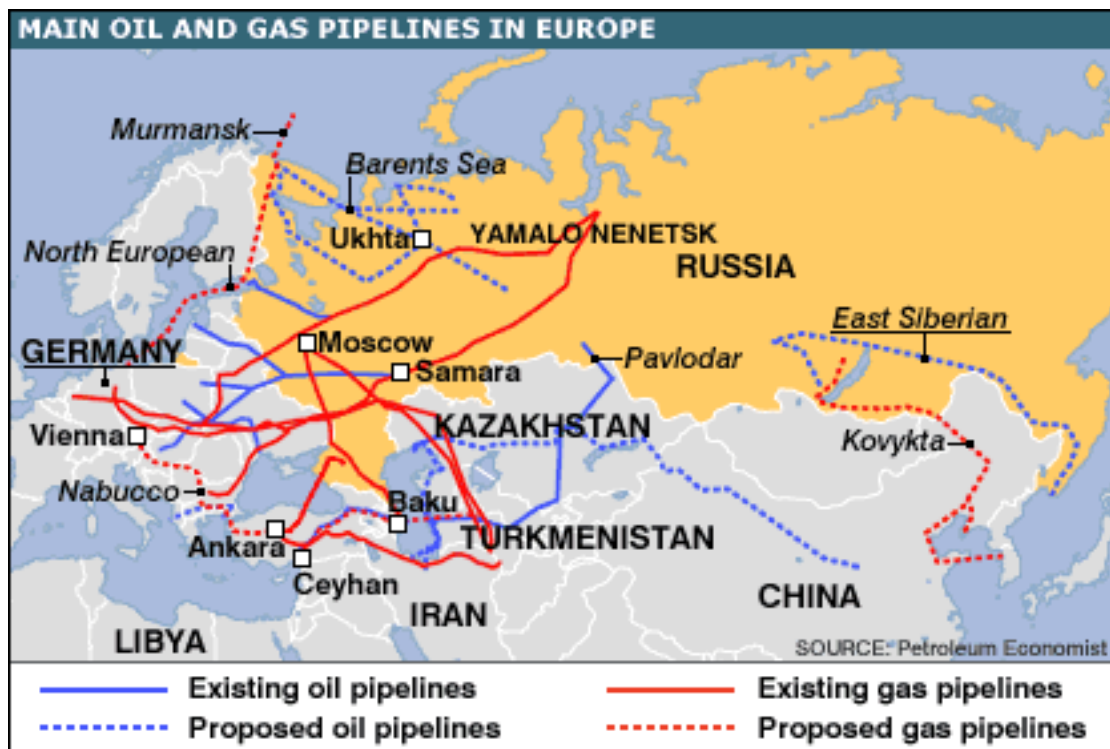 MAIN OIL AND GAS PIPELINES IN EUROPE
Murmansk
Barents Sea
Ukhta
YAMALO NENETSK
North European
RUSSIA
East Siberian
Moscow
GERMANY
Pavlodar
Samara
KAZAKHSTAN
Vienna
Kovykta
Nabucco
Baku
TURKMENISTAN
Ankara
Ceyhan
CHINA
IRAN
LIBYA
SOURCE: Petroleum Economist
Existing oil pipelines
Existing gas pipelines
Proposed oil pipelines
Proposed gas pipelines